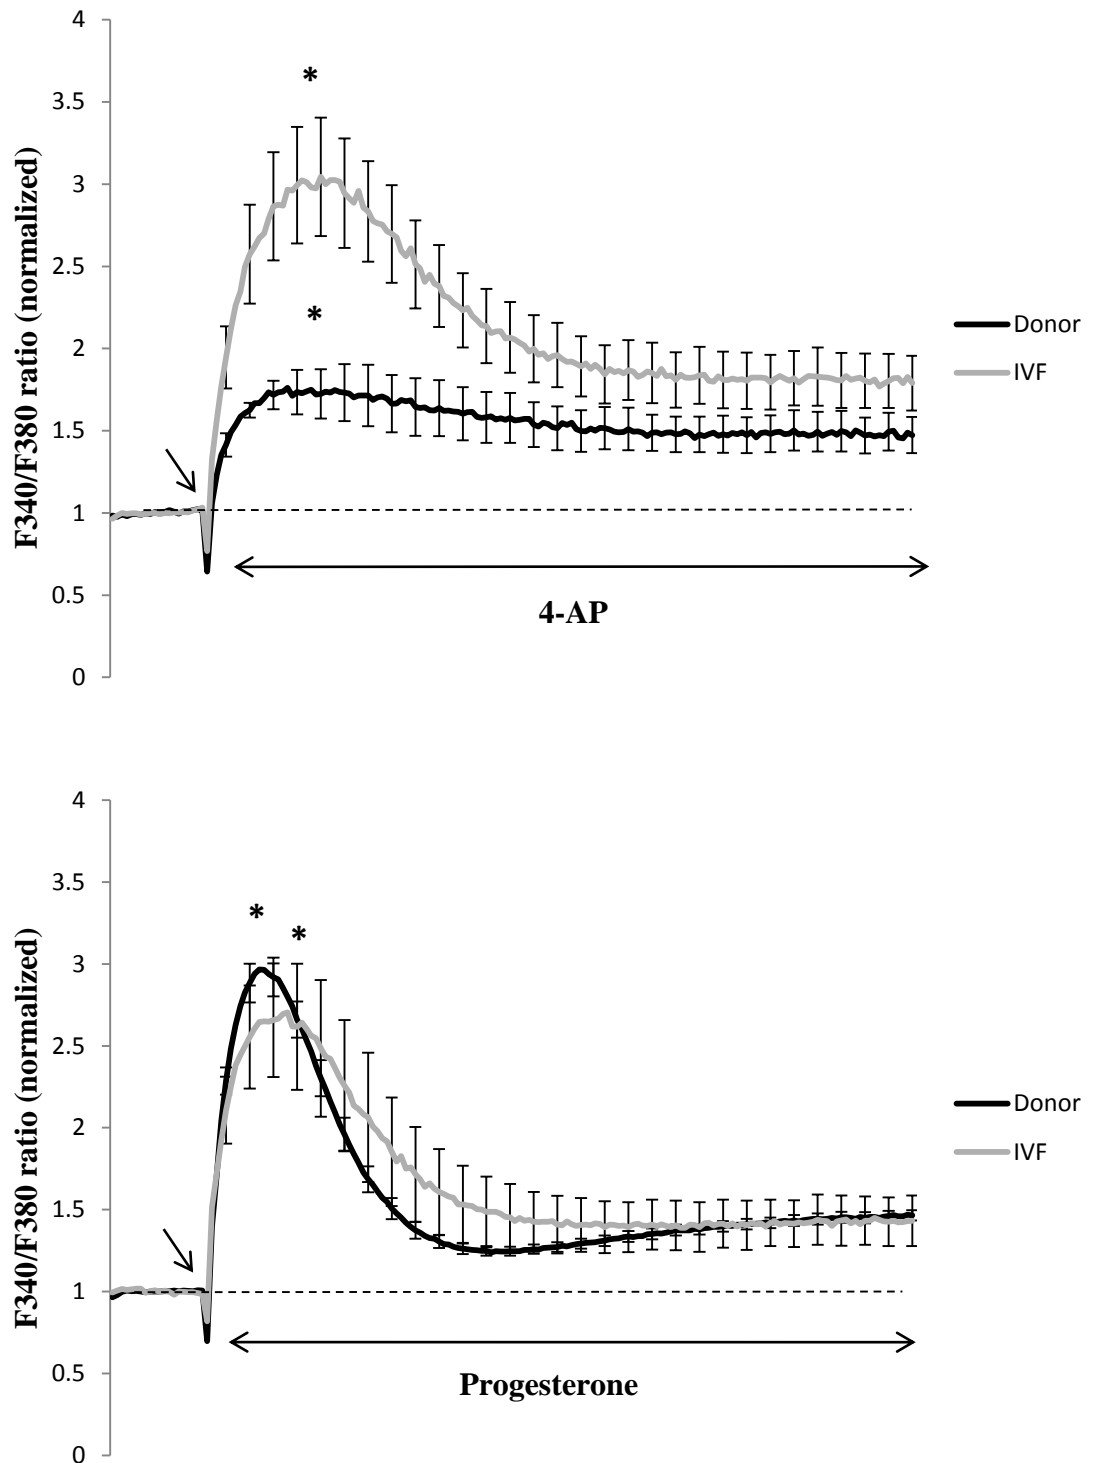 4
3.5
3
2.5
2
1.5
1
0.5
0
F340/F380 ratio (normalized)
*
*
4-AP
Donor
IVF
4
3.5
3
2.5
2
1.5
1
0.5
0
F340/F380 ratio (normalized)
*
*
Progesterone
Donor
IVF